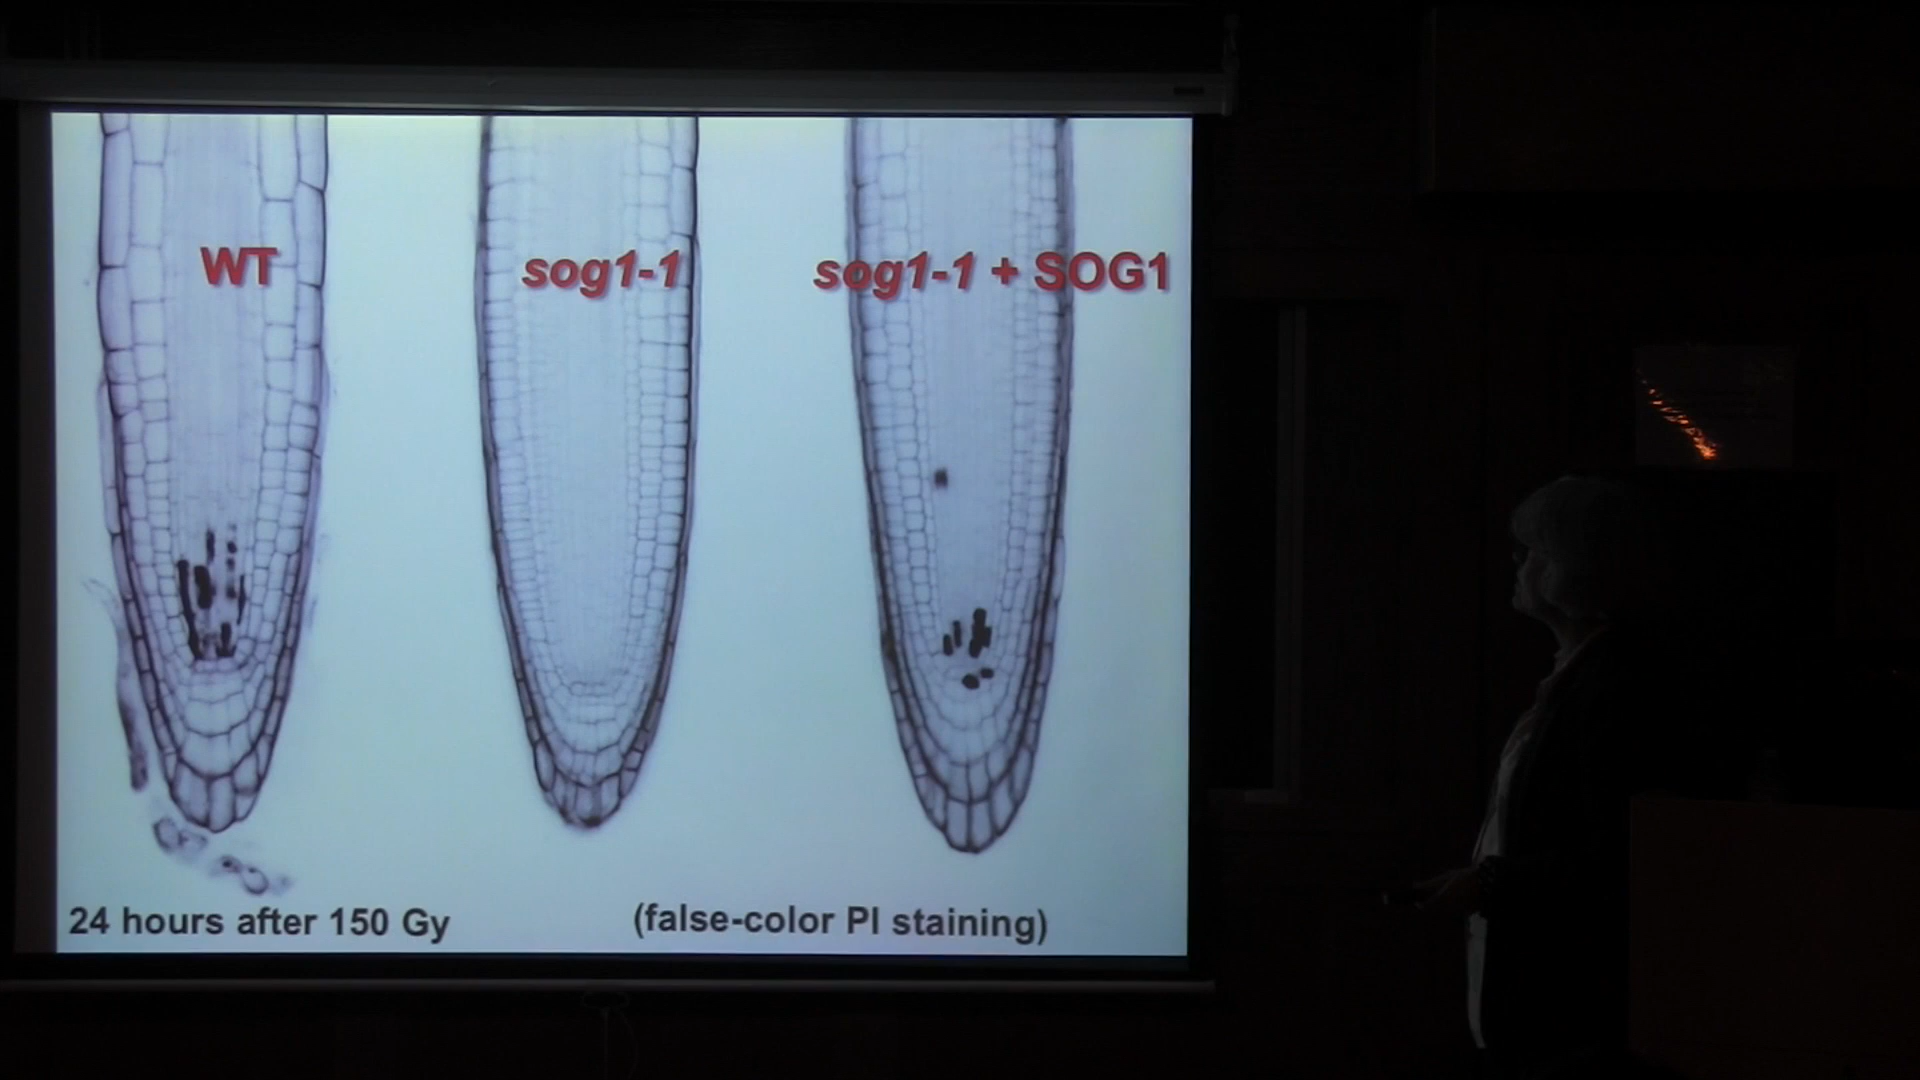 WT
sog1-1
sog1-1 + SOG1
24 hours after 150 Gy
(false-color PI staining)